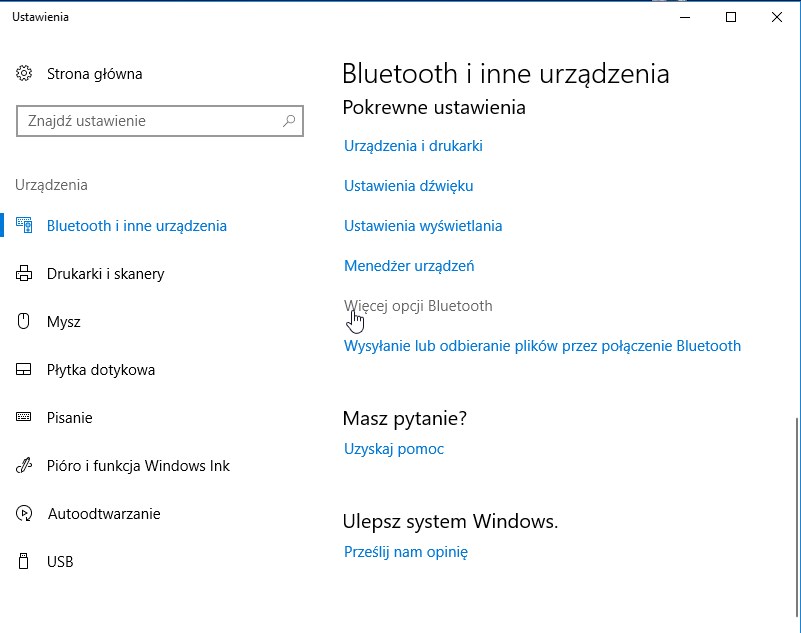 Ustawienia
Strona główna
Znajdź ustawienie
Urządzenia
Bluetooth i inne urządzenia
Drukarki i skanery
Mysz
Płytka dotykowa
Pisanie
Pióro i funkcja Windows Ink
Autoodtwarzanie
USB
Bluetooth i inne urządzenia
Pokrewne ustawienia
Urządzenia i drukarki
Ustawienia dźwięku
Ustawienia wyświetlania
Menedżer urządzeń
Więcej opcji Bluetooth
Wysyłanie lub odbieranie plików przez połączenie Bluetooth
Masz pytanie?
Uzyskaj pomoc
Ulepsz system Windows.
Prześlij nam opinię